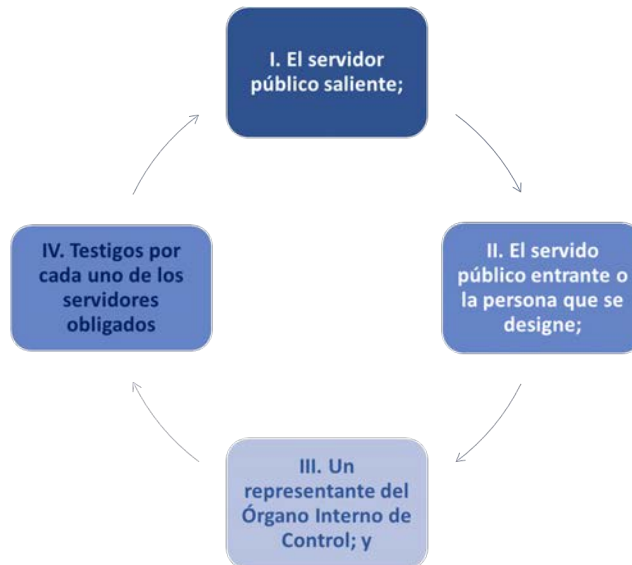 I. El servidor
público saliente;
II. El servido
público entrante o
la persona que se
designe;
III. Un
representante del
Órgano Interno de
Control; y
IV. Testigos por
cada uno de los
servidores
obligados